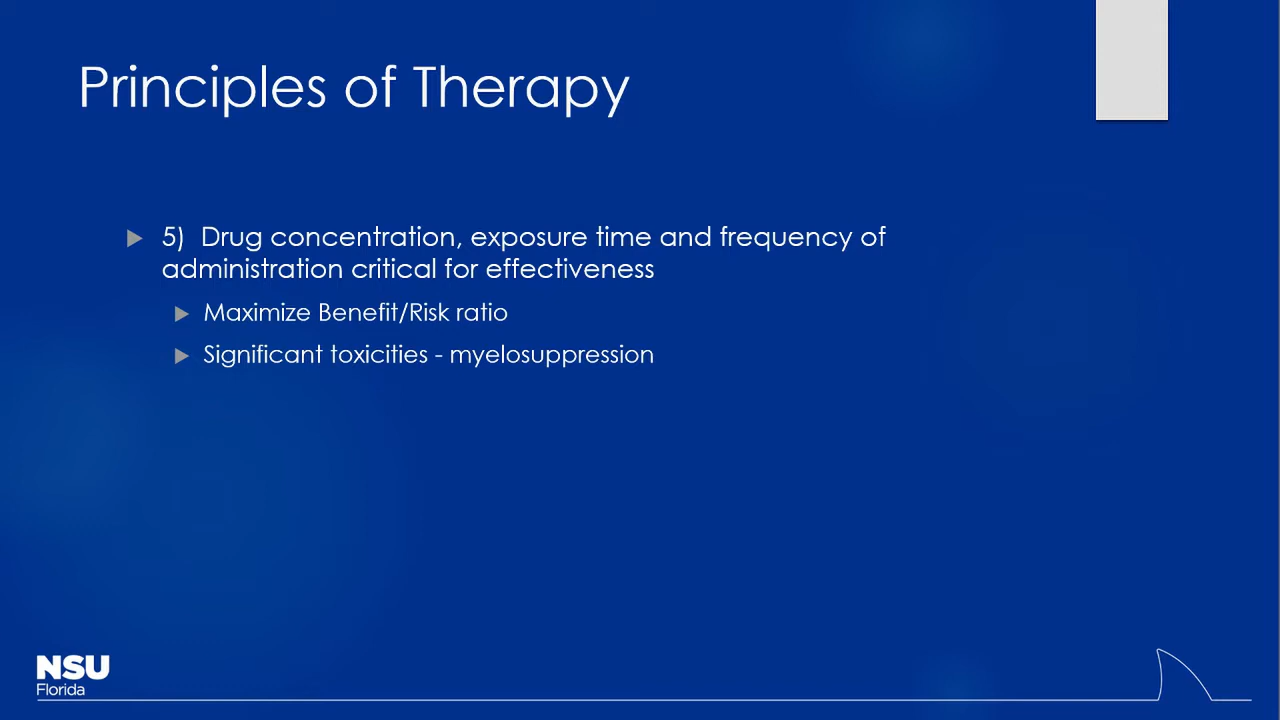 Principles of Therapy
5) Drug concentration, exposure time and frequency of
administration critical for effectiveness
Maximize Benefit/Risk ratio
Significant toxicities - myelosuppression
NSU
Florida